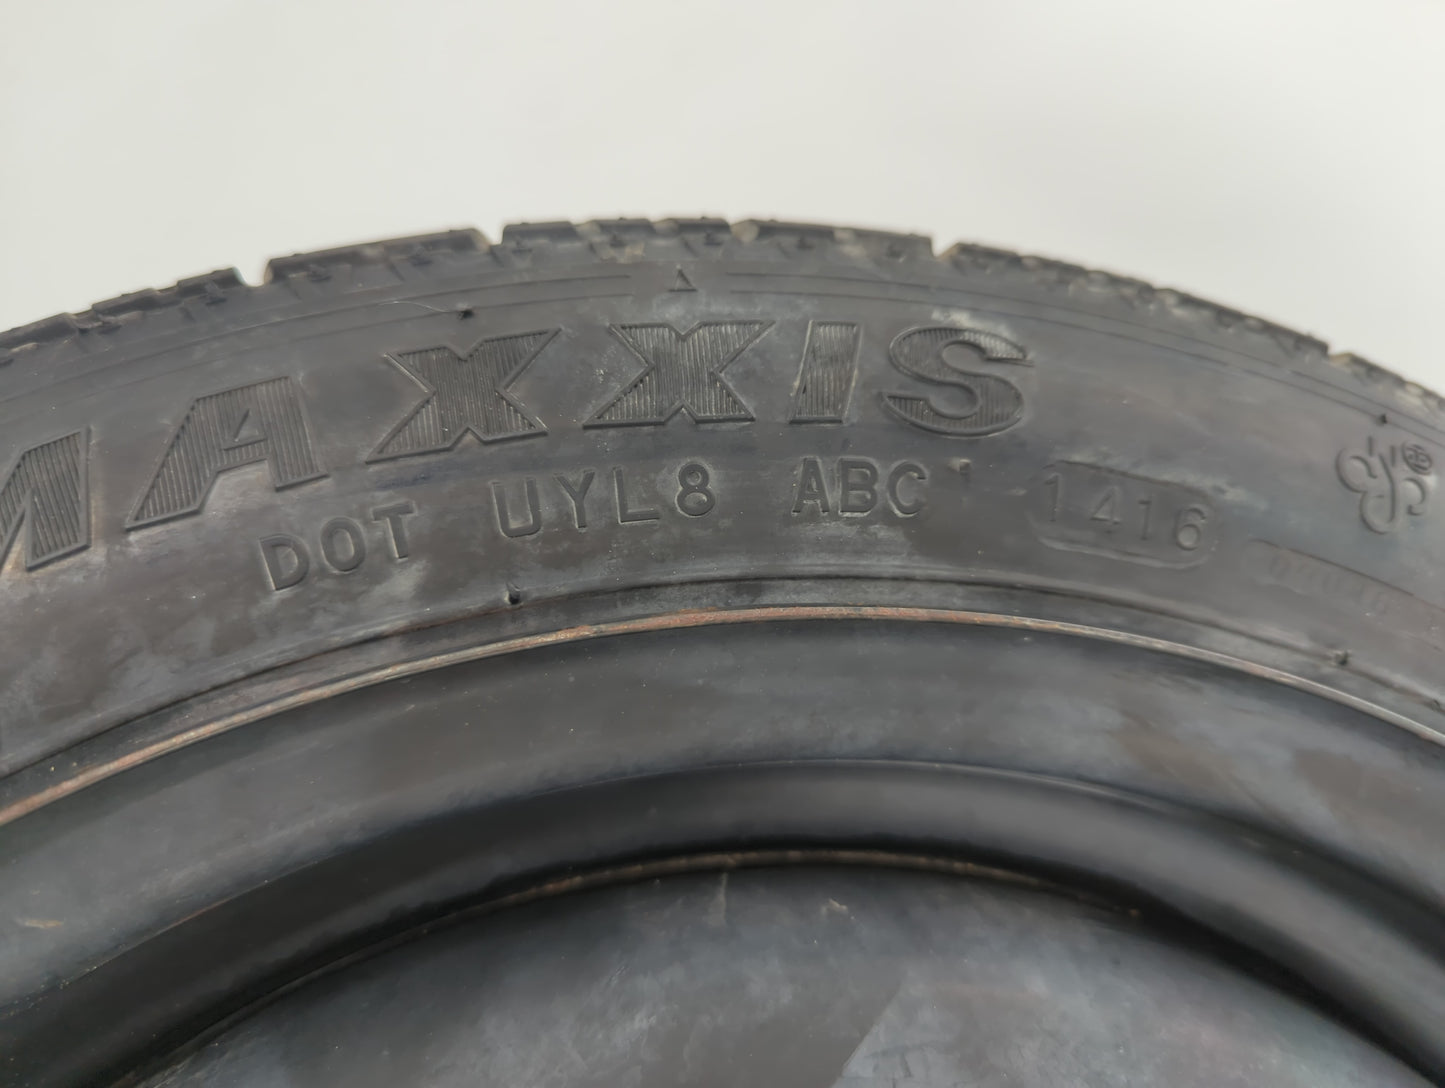 MAXXIS
DOT UYL8 ABC 1416